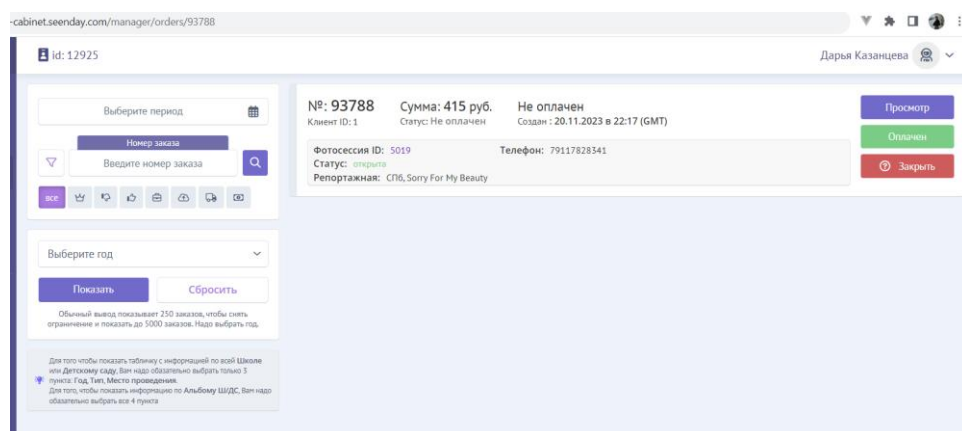 -cabinet.seenday.com/manager/orders/93788
id: 12925
Дарья Казанцева
Выберите период
Номер заказа
Введите номер заказа
все
Выберите год
Показать
Сбросить
Обычный вывод показывает 250 заказов, чтобы снять
ограничение и показать до 5000 заказов. Надо выбрать год.
Для того чтобы показать табличку с информацией по всей Школе
или Детскому саду, Вам надо обязательно выбрать только 3
пункта: Год, Тип, Место проведения.
Для того, чтобы показать информацию по Альбому Ш/ДС, Вам надо
обязательно выбрать все 4 пункта
№: 93788 Сумма: 415 руб. Не оплачен
Клиент ID: 1 Статус: Не оплачен Создан : 20.11.2023 в 22:17 (GMT)
Фотосессия ID: 5019 Телефон: 79117828341
Статус: открыта
Репортажная: СПб, Sorry For My Beauty
Просмотр
Оплачен
Закрыть